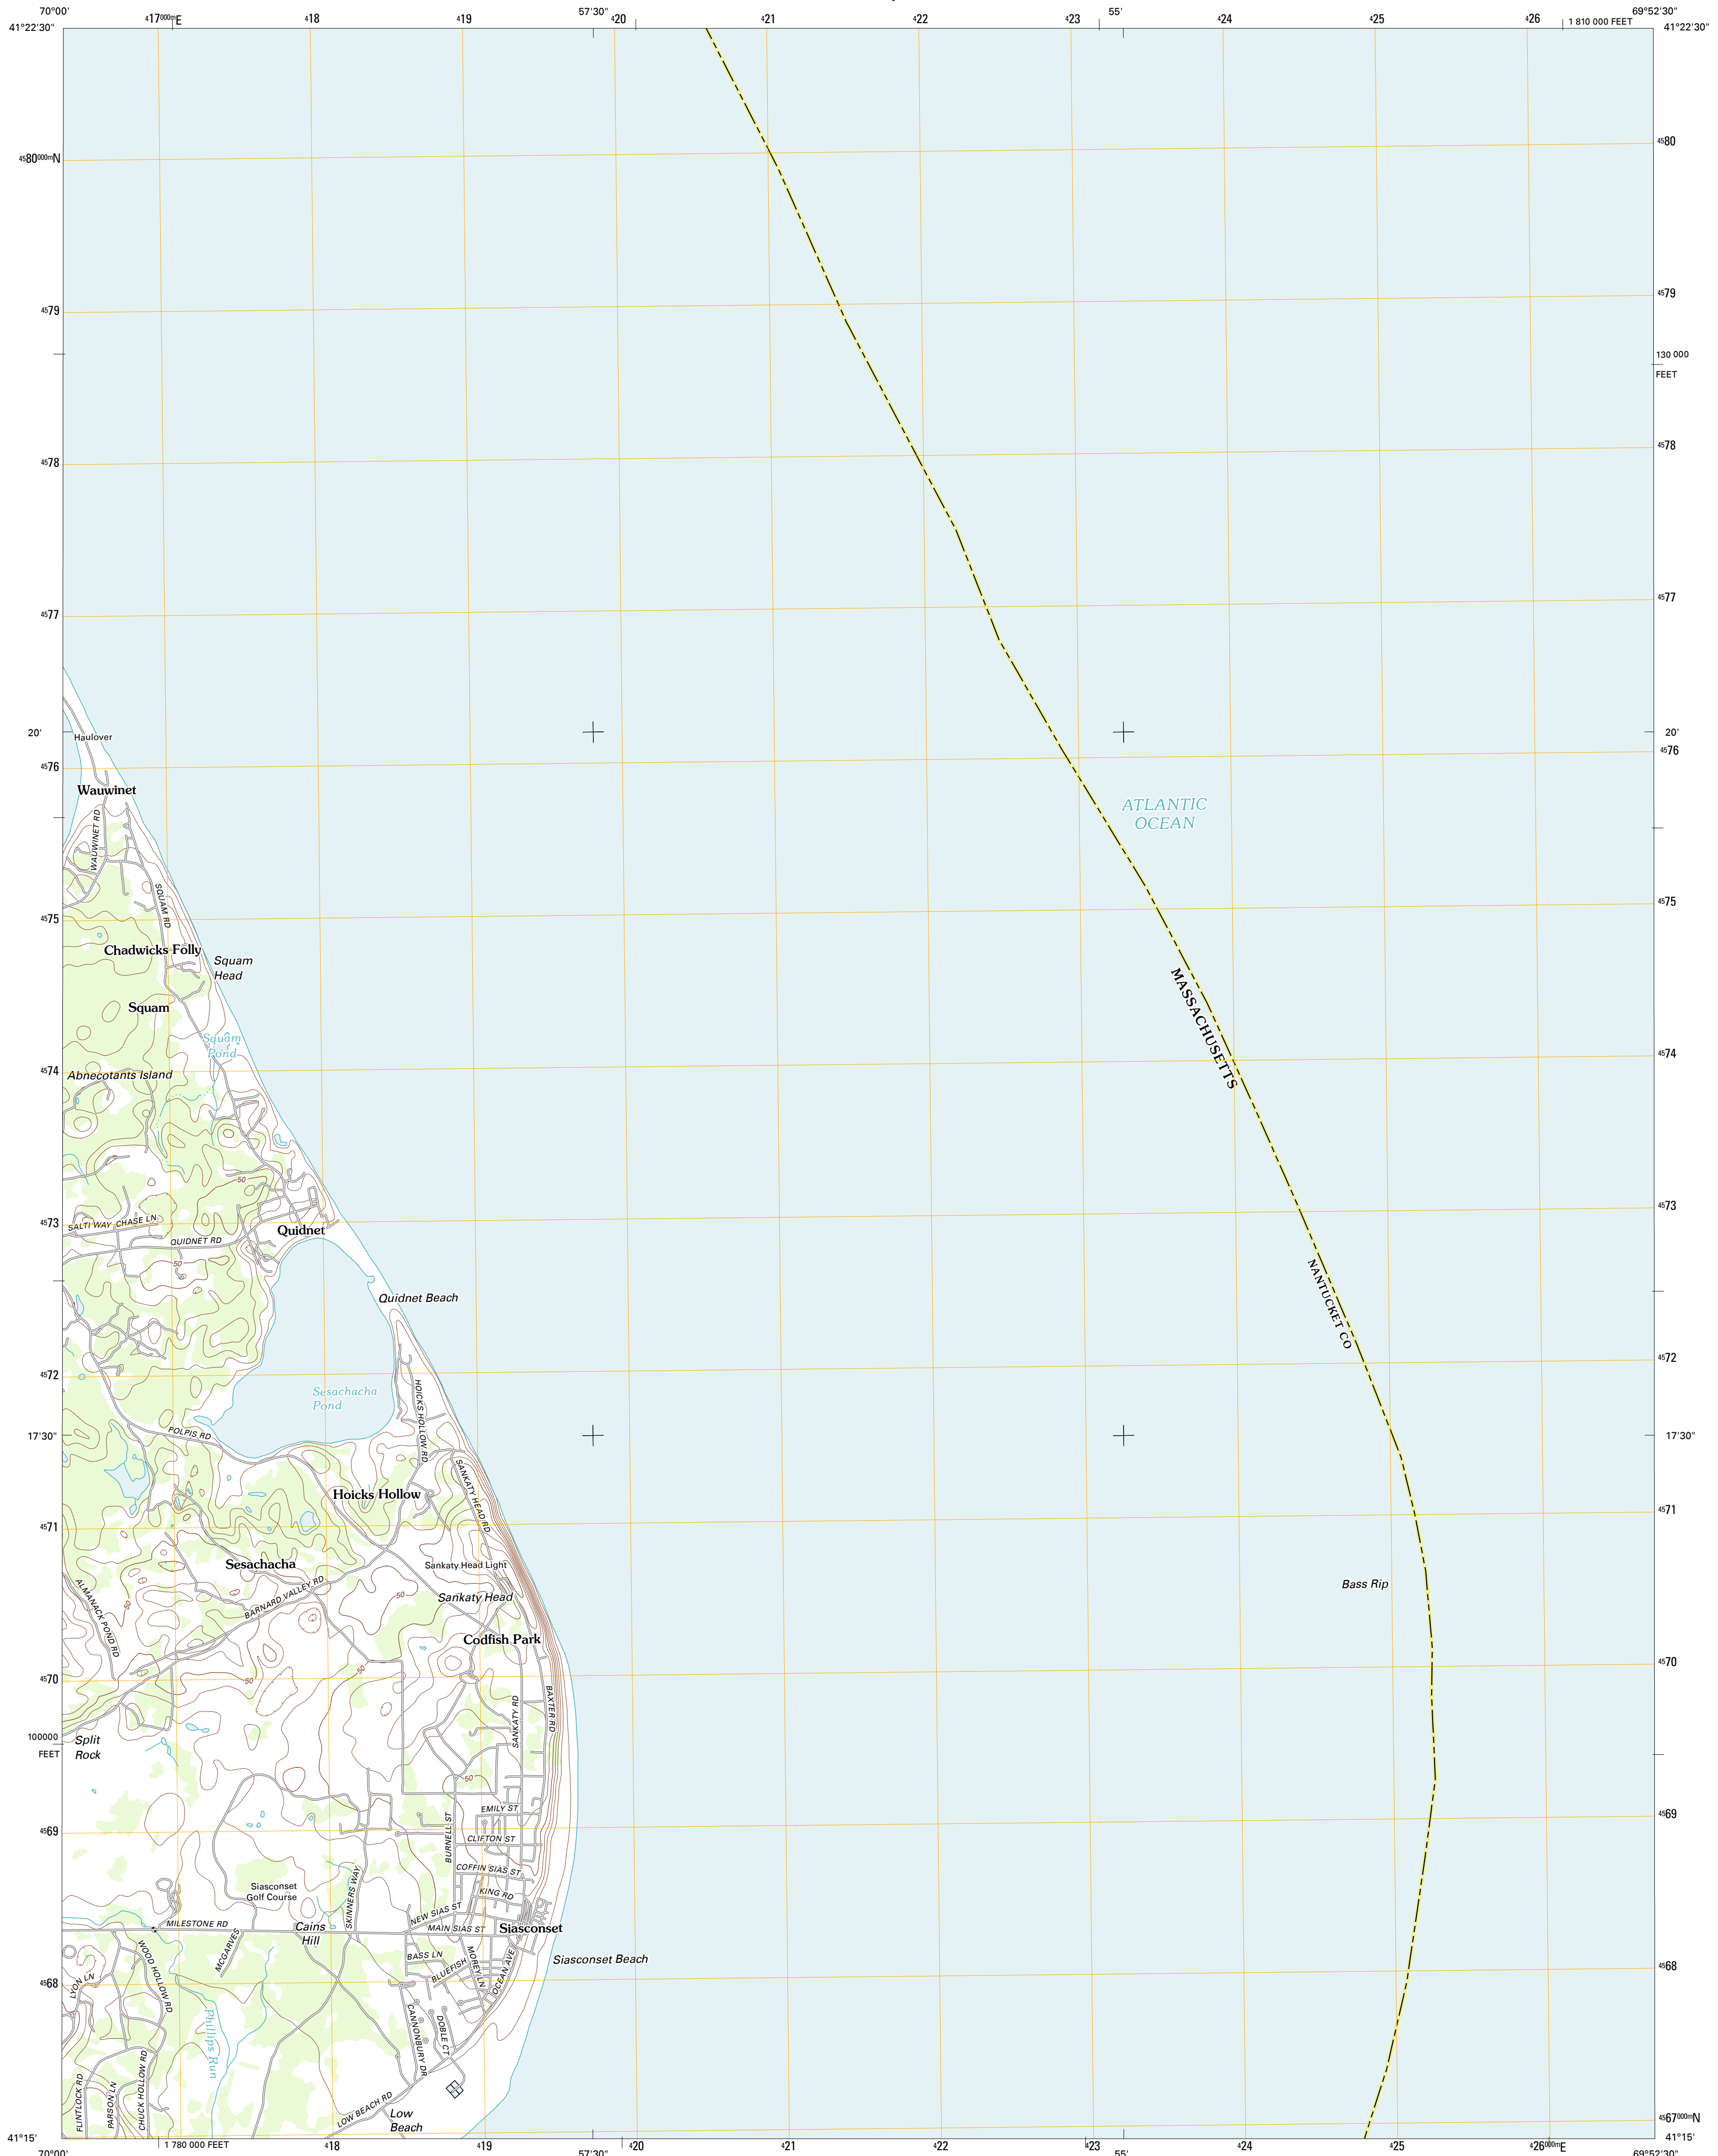 70°00'
417000mE
418
419
57'30"
420
421
422
55'
423
424
425
426
1 810 000 FEET
69°52'30"
41°22'30"
41°22'30"
4580000mN
4580
4579
4579
130 000
FEET
4578
4578
4577
4577
20'
20'
Haulover
4576
4576
Wauwinet
ATLANTIC
OCEAN
WAUWINET RD
SQUAM RD
4575
4575
Chadwicks Folly
Squam
Head
MASSACHUSETTS
Squam
Squam
Pond
4574
4574
Abnecotants Island
50
4573
4573
SALTI WAY
CHASE LN
Quidnet
QUIDNET RD
50
NANTUCKET CO
Quidnet Beach
4572
4572
Sesachacha
Pond
HOICKS HOLLOW RD
POLPIS RD
17'30"
17'30"
SANKATY HEAD RD
Hoicks Hollow
4571
4571
Sesachacha
Sankaty Head Light
Bass Rip
ALMANACK POND RD
50
BARNARD VALLEY RD
50
Sankaty Head
Codfish Park
50
50
4570
4570
SANKATY RD
BAXTER RD
100000
FEET
Split
Rock
50
EMILY ST
BURNELL ST
4569
4569
CLIFTON ST
COFFIN SIAS ST
Siasconset
Golf Course
SKINNERS WAY
KING RD
NEW SIAS ST
MILESTONE RD
Cains
Hill
MAIN SIAS ST
Siasconset
MCGARVES
WOOD HOLLOW RD
BASS LN
BLUEFISH
MOREY LN
OCEAN AVE
Siasconset Beach
4568
4568
LYON LN
Phillips Run
CANNONBURY DR
DOBLE CT
FLINTLOCK RD
PARSON LN
CHUCK HOLLOW RD
LOW BEACH RD
Low
Beach
4567000mN
41°15'
41°15'
70°00'
1 780 000 FEET
418
419
57'30"
420
421
422
423
55'
424
425
426000mE
69°52'30"